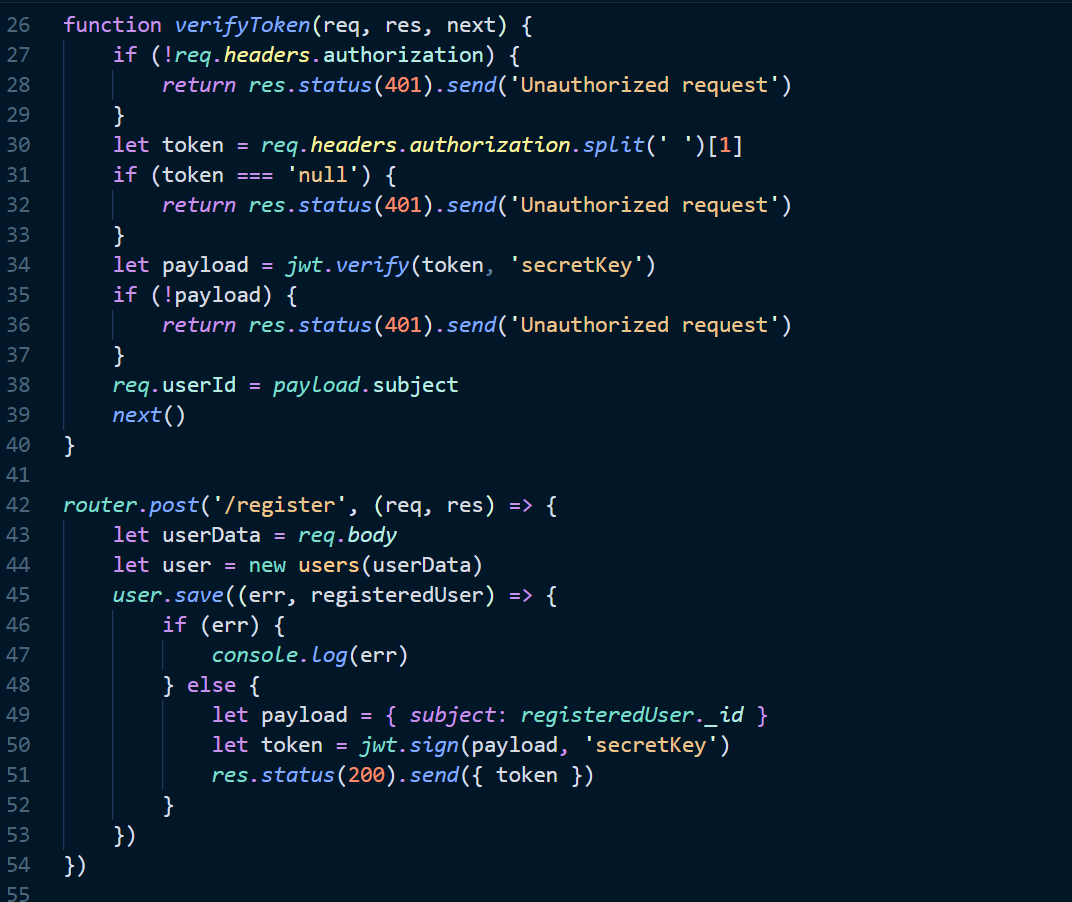 26 function verifyToken(req, res, next) {
27     if (!req.headers.authorization) {
28         return res.status(401).send('Unauthorized request')
29     }
30     let token = req.headers.authorization.split(' ')[1]
31     if (token === 'null') {
32         return res.status(401).send('Unauthorized request')
33     }
34     let payload = jwt.verify(token, 'secretKey')
35     if (!payload) {
36         return res.status(401).send('Unauthorized request')
37     }
38     req.userId = payload.subject
39     next()
40 }
41
42 router.post('/register', (req, res) => {
43     let userData = req.body
44     let user = new users(userData)
45     user.save((err, registeredUser) => {
46         if (err) {
47             console.log(err)
48         } else {
49             let payload = { subject: registeredUser._id }
50             let token = jwt.sign(payload, 'secretKey')
51             res.status(200).send({ token })
52         }
53     })
54 })
55